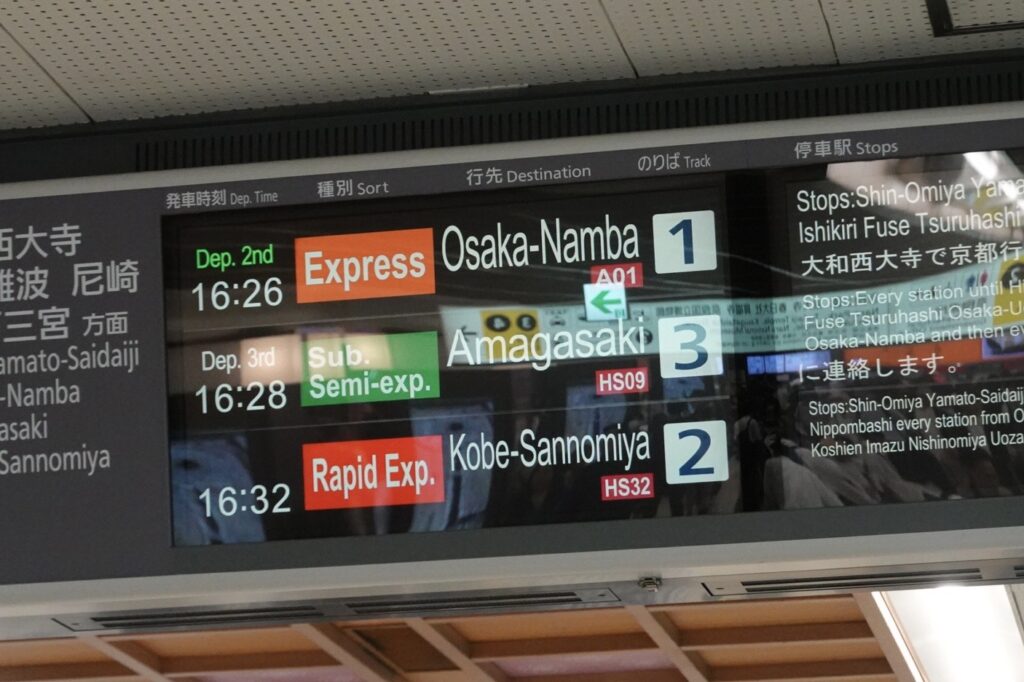 発車時刻 Dep. Time 種別 Sort 行先 Destination のりば Track 停車駅 Stops
西大寺
難波 尼崎
三宮 方面
amato-Saidaiji
-Namba
asaki
Sannomiya
Dep. 2nd
16:26 Express Osaka-Namba 1
A01
Dep. 3rd
16:28 Sub. Semi-exp. Amagasaki 3
HS09
16:32 Rapid Exp. Kobe-Sannomiya 2
HS32
Stops:Shin-Omiya Yama
Ishikiri Fuse Tsuruhashi
大和西大寺で京都行
Stops:Every station until
Fuse Tsuruhashi Osaka-U
Osaka-Namba and then ev
に連絡します。
Stops:Shin-Omiya Yamato-Saidaij
Nippombashi every station from O
Koshien Imazu Nishinomiya Uoza